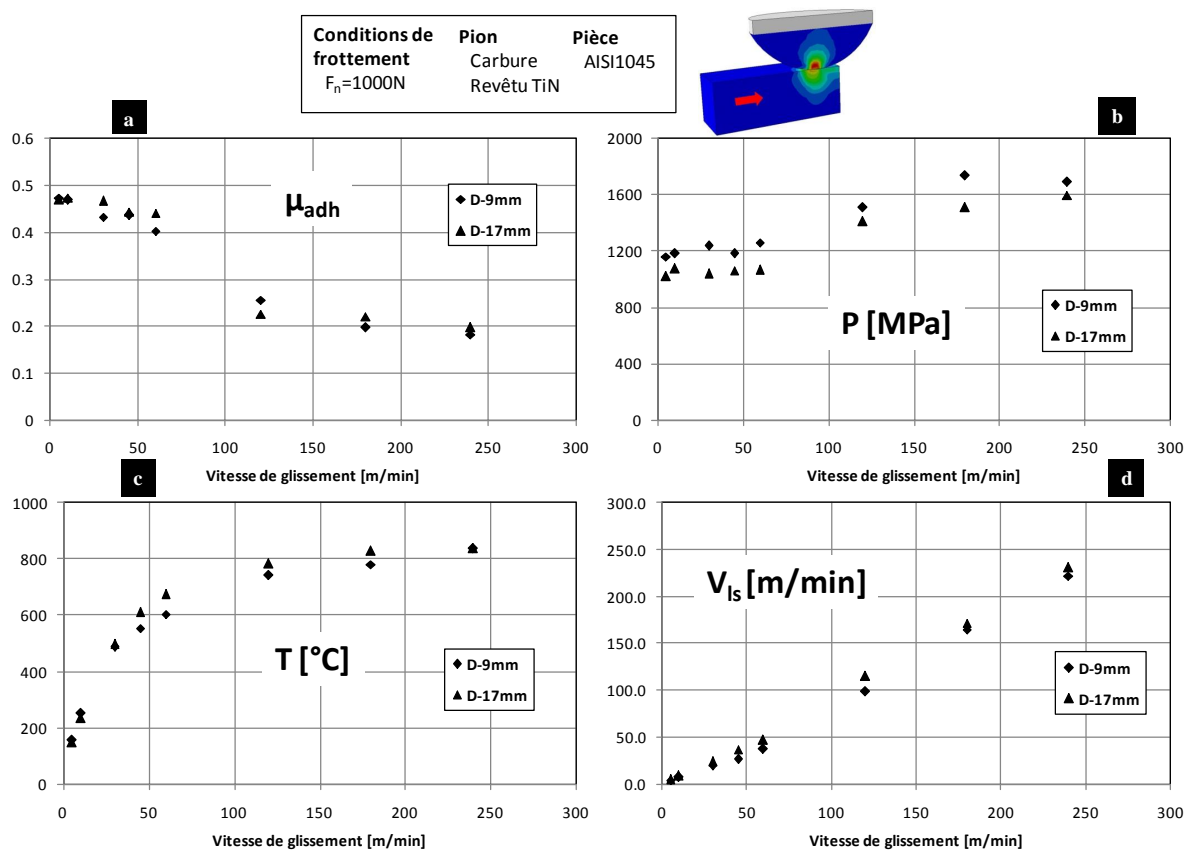 Conditions de frottement
Fn=1000N
Pion
Carbure
Revêtu TiN
Pièce
AISI1045
a
0.6
0.5
0.4
0.3
0.2
0.1
0
μadh
D-9mm
D-17mm
0 50 100 150 200 250 300
Vitesse de glissement [m/min]
b
2000
1600
1200
800
400
0
P [MPa]
D-9mm
D-17mm
0 50 100 150 200 250 300
Vitesse de glissement [m/min]
c
1000
800
600
400
200
0
T [°C]
D-9mm
D-17mm
0 50 100 150 200 250 300
Vitesse de glissement [m/min]
d
300.0
250.0
200.0
150.0
100.0
50.0
0.0
Vls [m/min]
D-9mm
D-17mm
0 50 100 150 200 250 300
Vitesse de glissement [m/min]